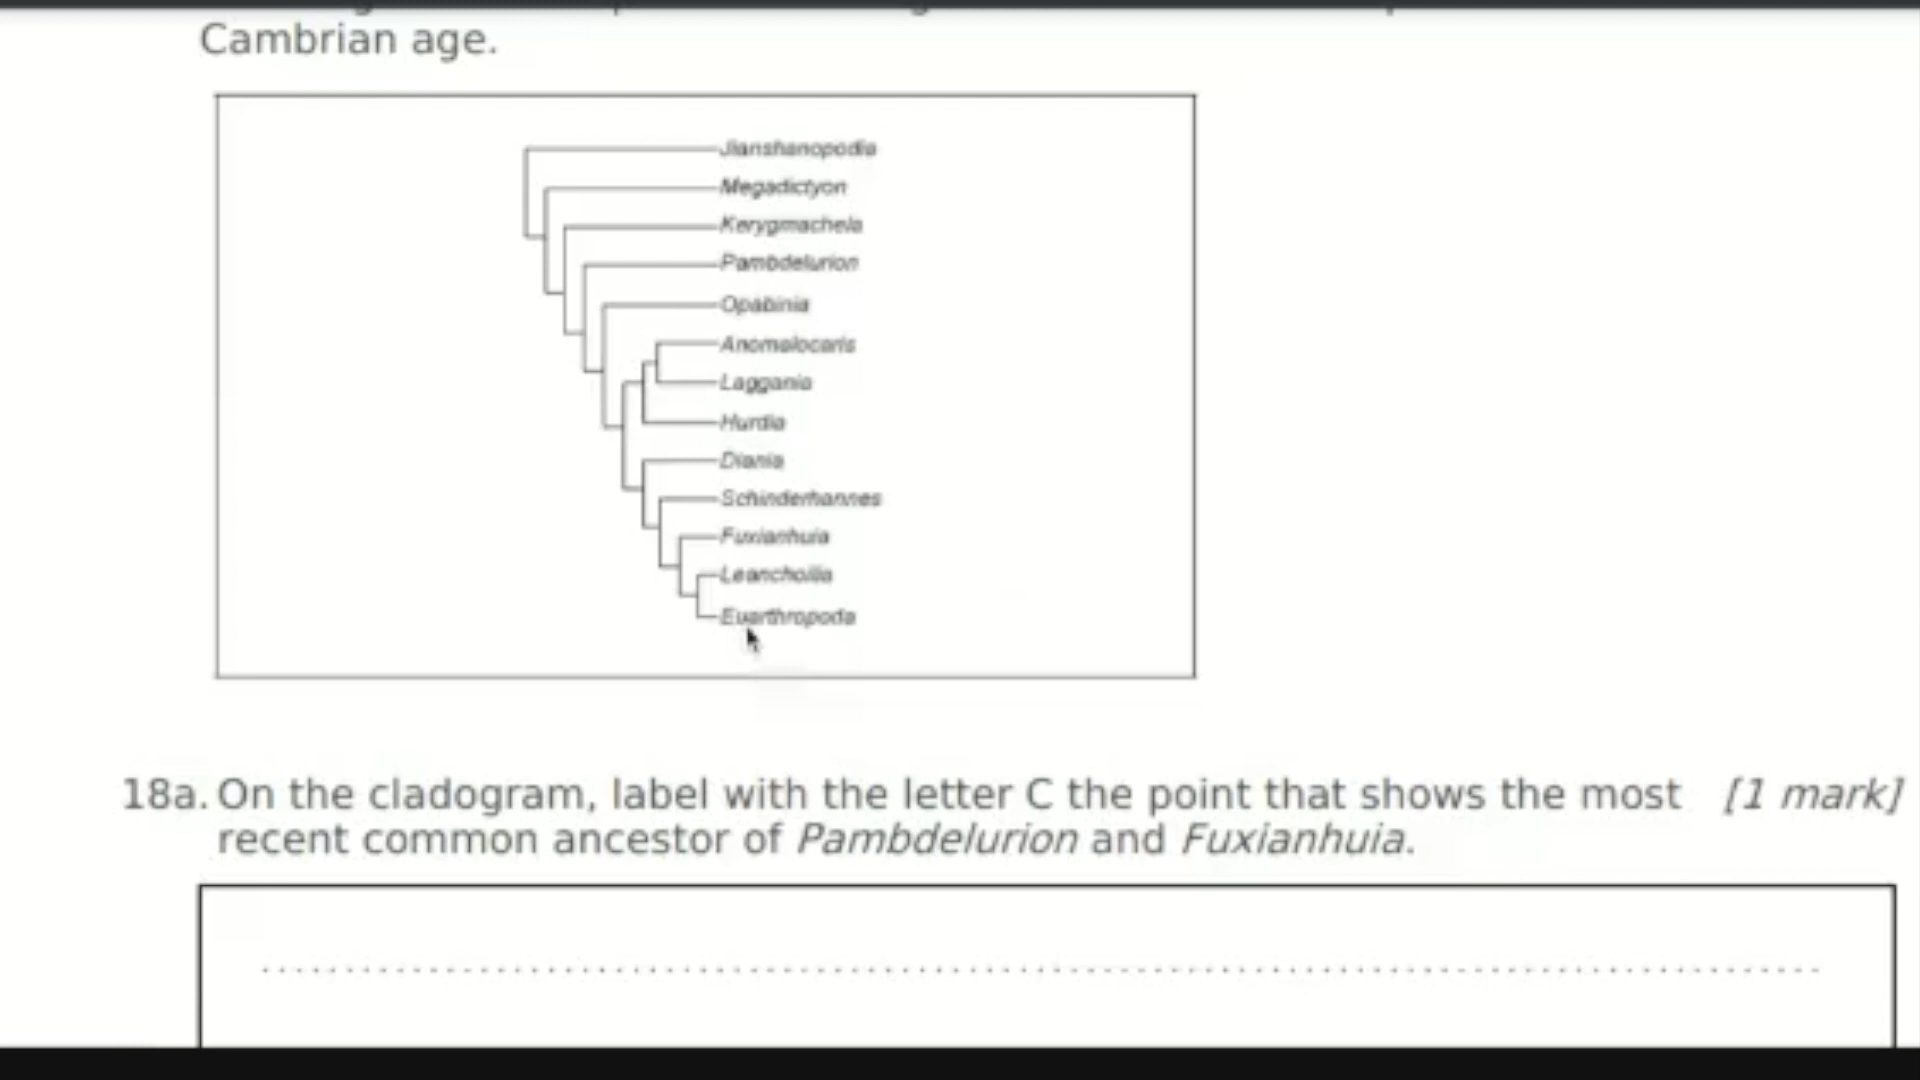 Cambrian age.
Jianshanopodia
Megadictyon
Kerygmachela
Pambdelurion
Opabinia
Anomalocaris
Laggania
Hurdia
Diania
Schinderhannes
Fuxianhuia
Leanchoilia
Euarthropoda
18a. On the cladogram, label with the letter C the point that shows the most [1 mark]
recent common ancestor of Pambdelurion and Fuxianhuia.